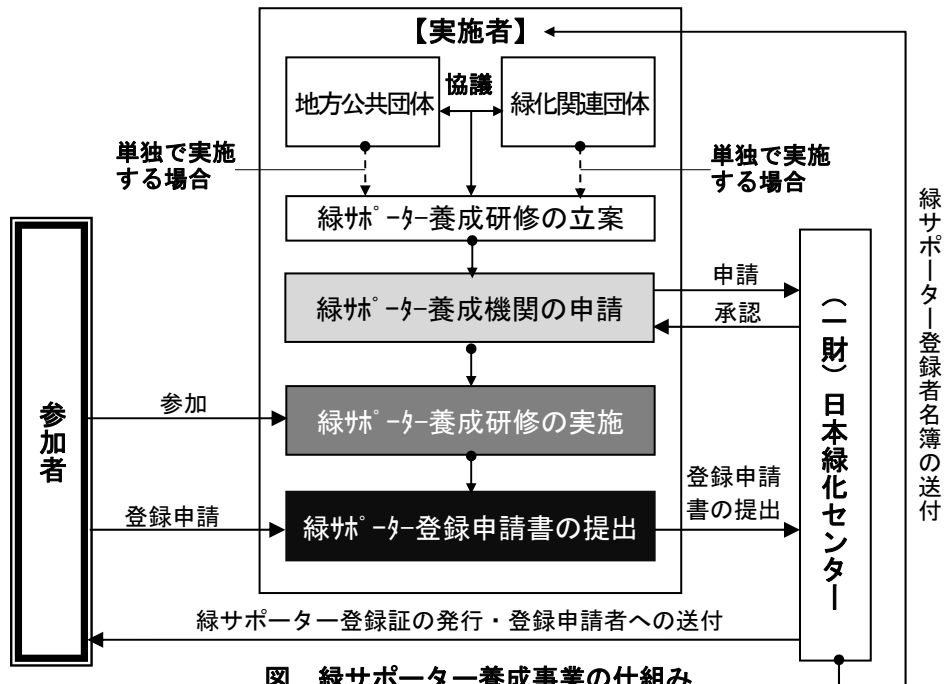 【実施者】
協議
地方公共団体
緑化関連団体
単独で実施
する場合
単独で実施
する場合
緑ｻﾎﾟｰﾀｰ養成研修の立案
緑ｻﾎﾟｰﾀｰ養成機関の申請
申請
承認
参加者
参加
緑ｻﾎﾟｰﾀｰ養成研修の実施
登録申請
緑ｻﾎﾟｰﾀｰ登録申請書の提出
登録申請
書の提出
（一財）日本緑化センター
緑サポーター登録者名簿の送付
緑サポーター登録証の発行・登録申請者への送付
図　緑サポーター養成事業の仕組み